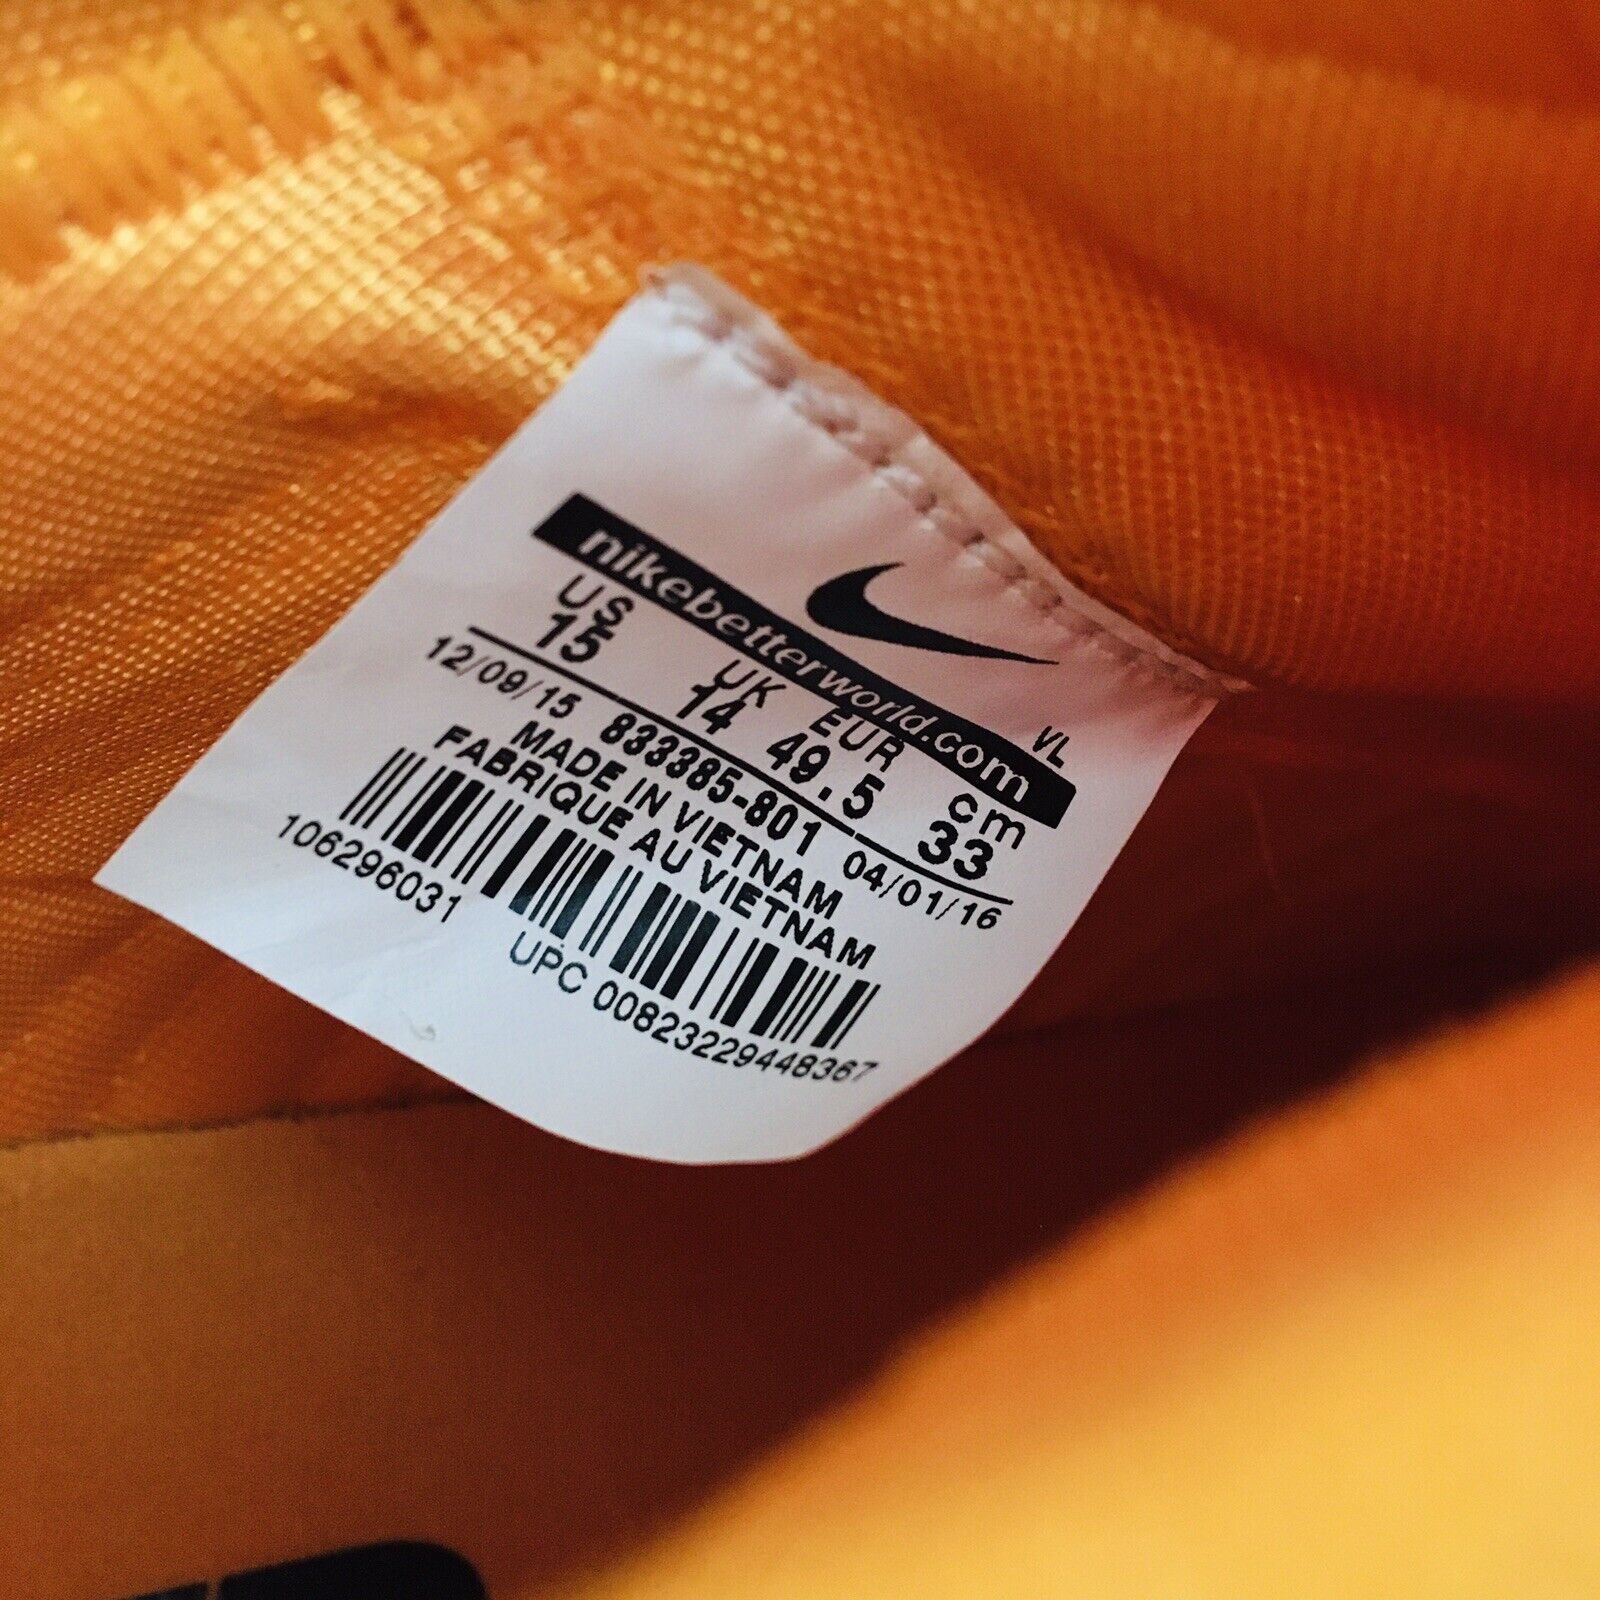 nikebetterworld.com
VL
US UK EUR cm
15 14 49.5 33
12/09/15 833385-801 04/01/16
MADE IN VIETNAM
FABRIQUE AU VIETNAM
106296031
UPC 00823229448367